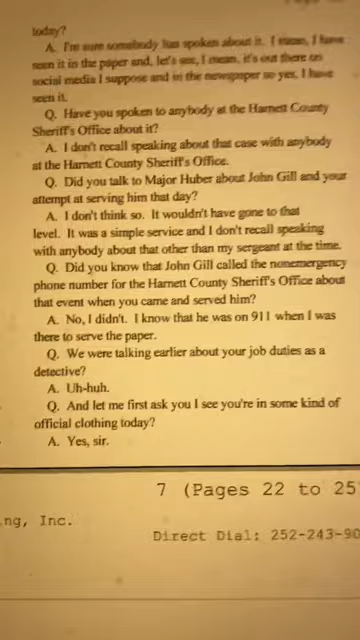 today?
A. I'm sure somebody has spoken about it. I mean, I have
seen it in the paper and, let's see, I mean, it's out there on
social media I suppose and in the newspaper so yes, I have
seen it.
Q. Have you spoken to anybody at the Harnett County
Sheriff's Office about it?
A. I don't recall speaking about that case with anybody
at the Harnett County Sheriff's Office.
Q. Did you talk to Major Huber about John Gill and your
attempt at serving him that day?
A. I don't think so. It wouldn't have gone to that
level. It was a simple service and I don't recall speaking
with anybody about that other than my sergeant at the time.
Q. Did you know that John Gill called the nonemergency
phone number for the Harnett County Sheriff's Office about
that event when you came and served him?
A. No, I didn't. I know that he was on 911 when I was
there to serve the paper.
Q. We were talking earlier about your job duties as a
detective?
A. Uh-huh.
Q. And let me first ask you I see you're in some kind of
official clothing today?
A. Yes, sir.
7 (Pages 22 to 25
ng, Inc.
Direct Dial: 252-243-90